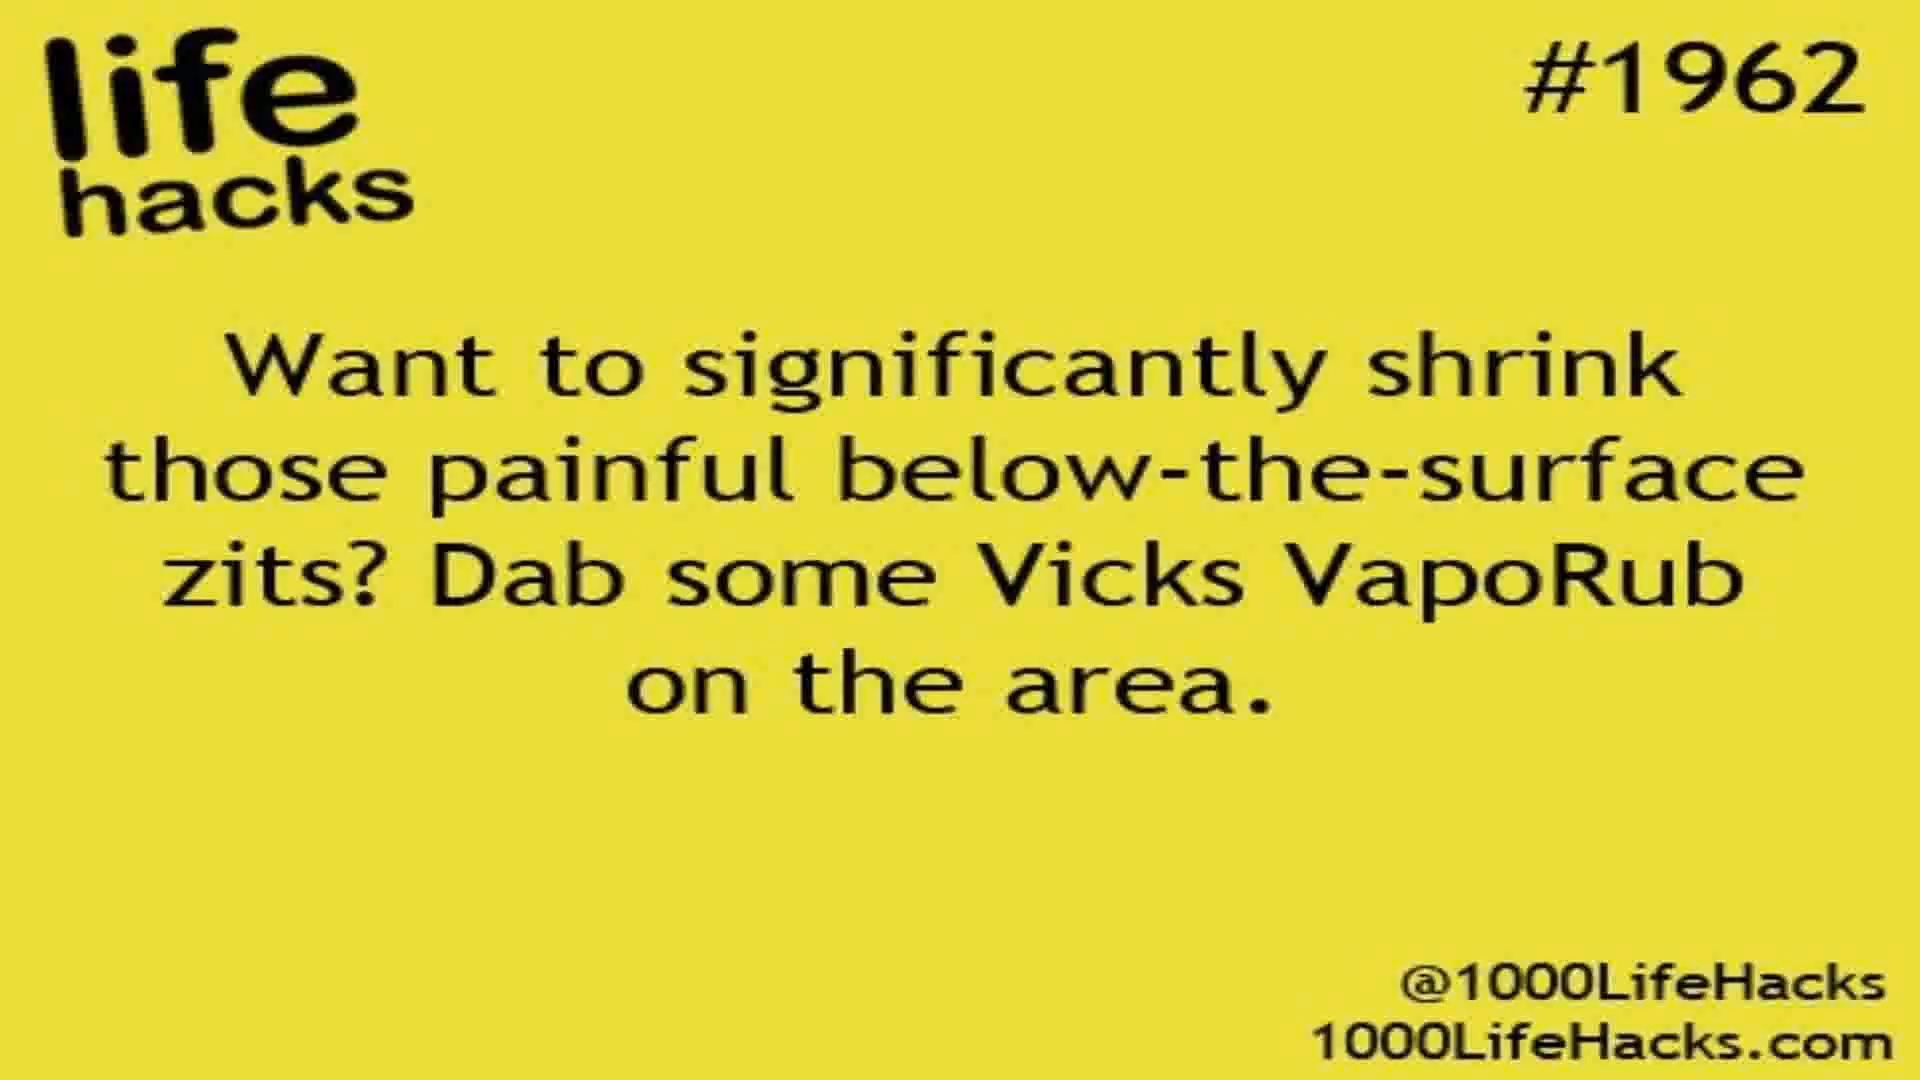 life
hacks
#1962
Want to significantly shrink
those painful below-the-surface
zits? Dab some Vicks VapoRub
on the area.
@1000LifeHacks
1000LifeHacks.com